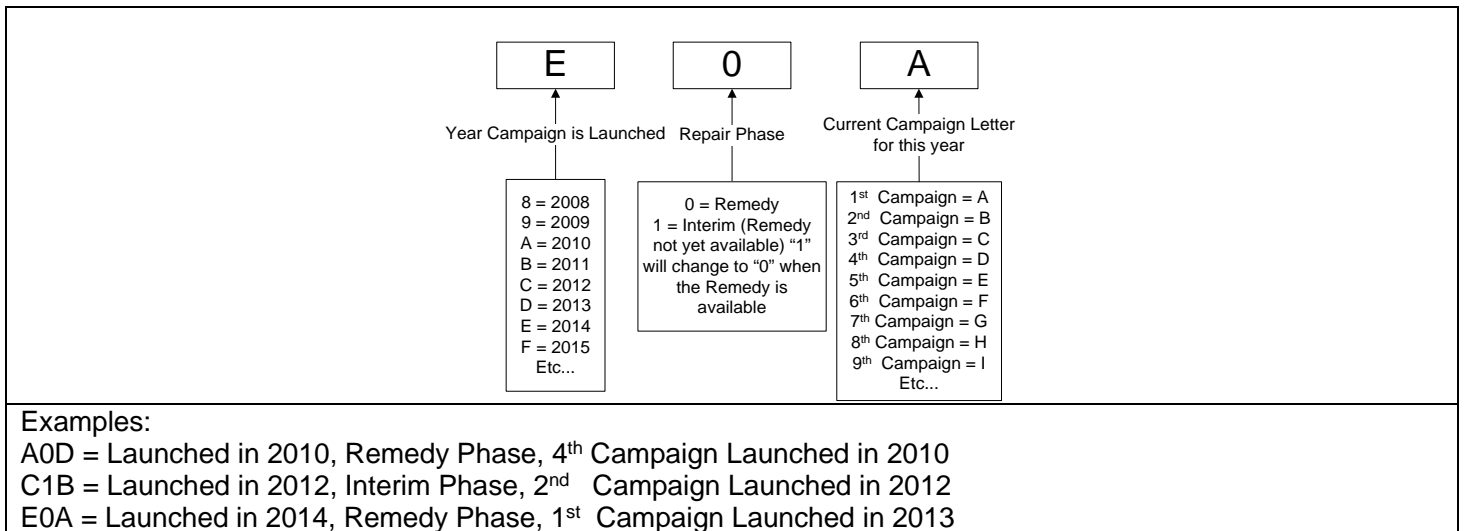 E 0 A
Year Campaign is Launched
Repair Phase
Current Campaign Letter
for this year
8 = 2008
9 = 2009
A = 2010
B = 2011
C = 2012
D = 2013
E = 2014
F = 2015
Etc...
0 = Remedy
1 = Interim (Remedy
not yet available) “1”
will change to “0” when
the Remedy is
available
1st Campaign = A
2nd Campaign = B
3rd Campaign = C
4th Campaign = D
5th Campaign = E
6th Campaign = F
7th Campaign = G
8th Campaign = H
9th Campaign = I
Etc...
Examples:
A0D = Launched in 2010, Remedy Phase, 4th Campaign Launched in 2010
C1B = Launched in 2012, Interim Phase, 2nd Campaign Launched in 2012
E0A = Launched in 2014, Remedy Phase, 1st Campaign Launched in 2013